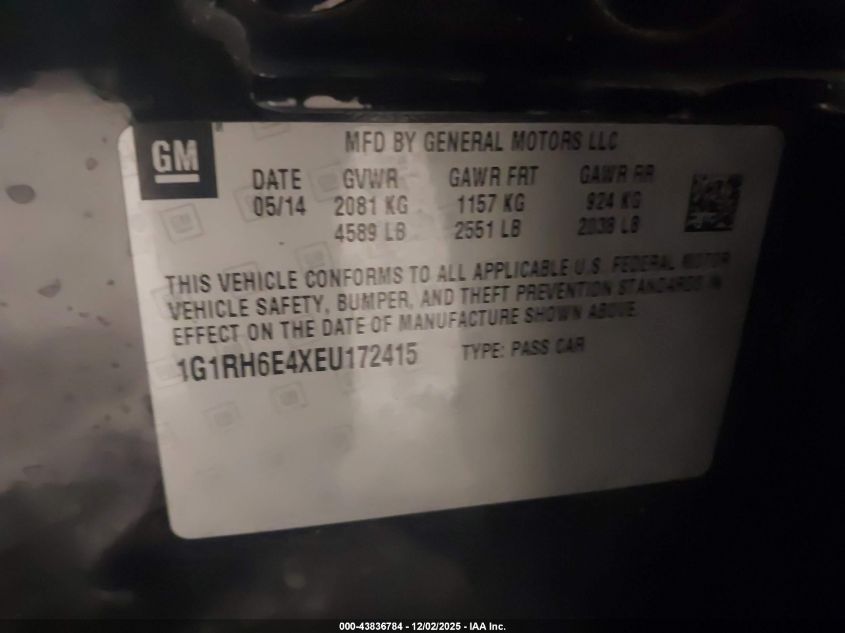 GM
MFD BY GENERAL MOTORS LLC
DATE GVWR GAWR FRT GAWR RR
05/14 2081 KG 1157 KG 924 KG
4589 LB 2551 LB 2038 LB
THIS VEHICLE CONFORMS TO ALL APPLICABLE U.S. FEDERAL MOTOR
VEHICLE SAFETY, BUMPER, AND THEFT PREVENTION STANDARDS IN
EFFECT ON THE DATE OF MANUFACTURE SHOWN ABOVE.
1G1RH6E4XEU172415 TYPE: PASS CAR
000-43836784 - 12/02/2025 - IAA Inc.